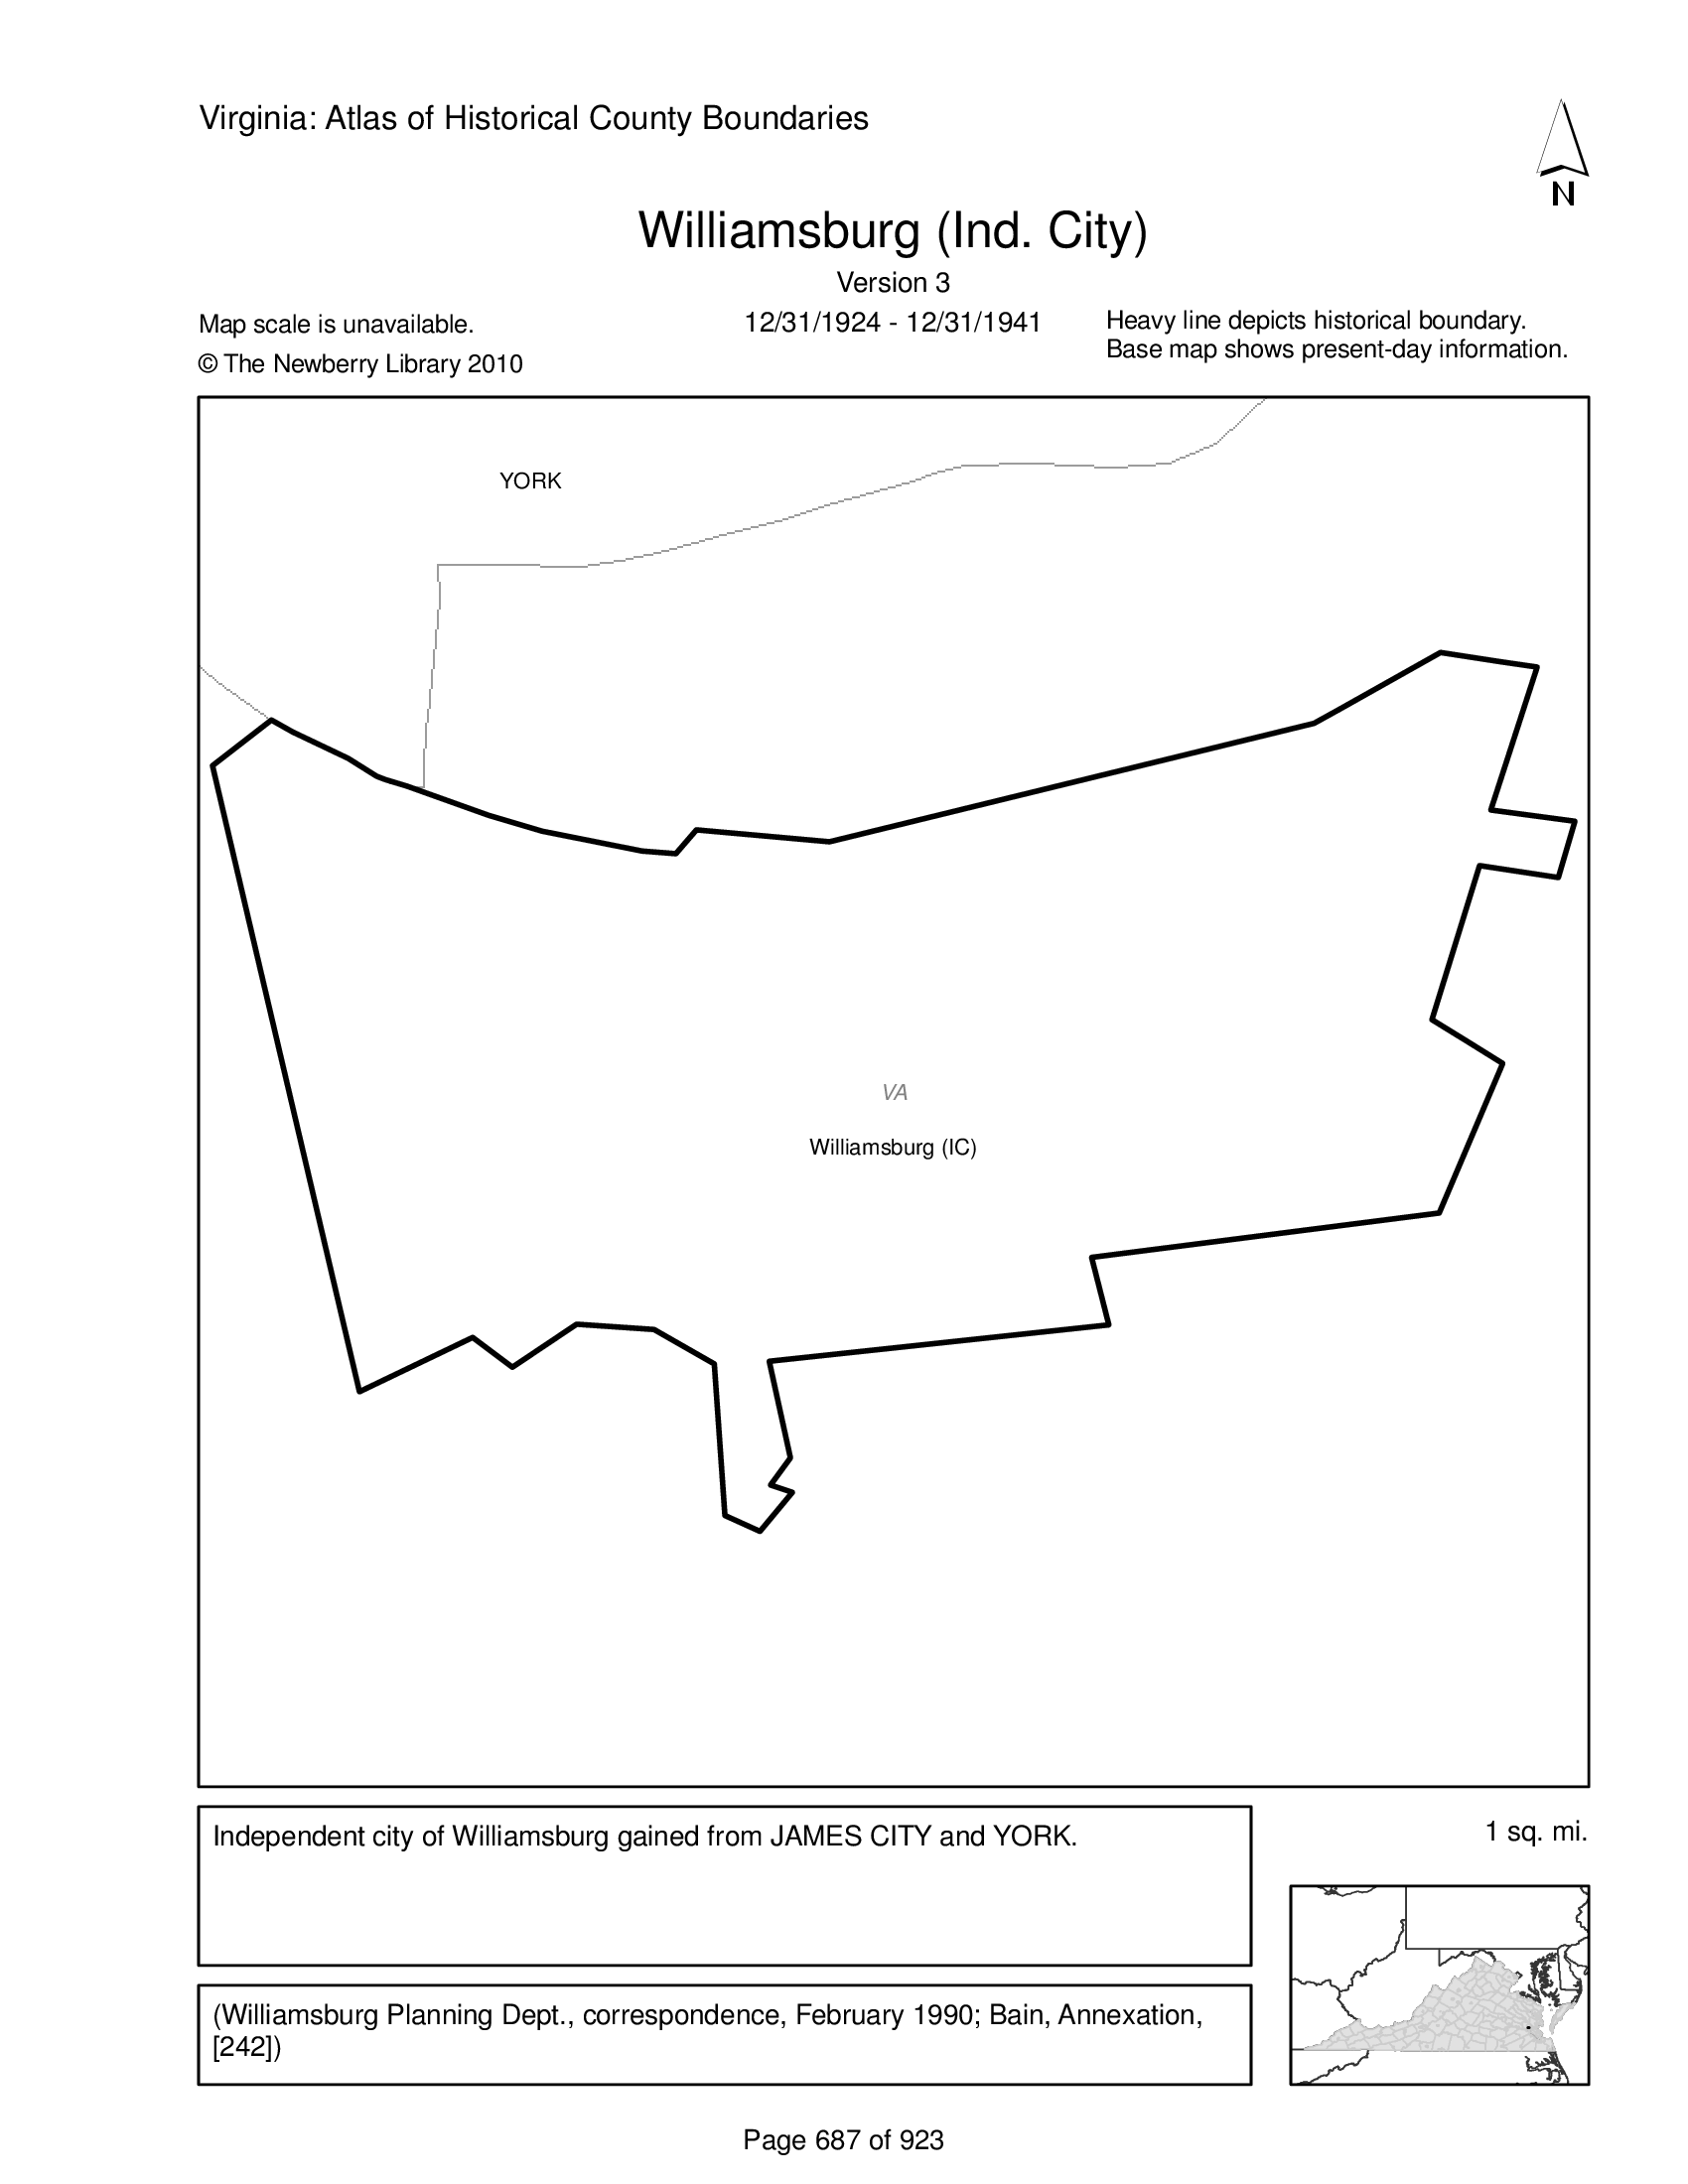 Virginia: Atlas of Historical County Boundaries
N
Williamsburg (Ind. City)
Version 3
Map scale is unavailable.
12/31/1924 - 12/31/1941
Heavy line depicts historical boundary.
Base map shows present-day information.
© The Newberry Library 2010
YORK
VA
Williamsburg (IC)
Independent city of Williamsburg gained from JAMES CITY and YORK.
1 sq. mi.
(Williamsburg Planning Dept., correspondence, February 1990; Bain, Annexation,
[242])
Page 687 of 923